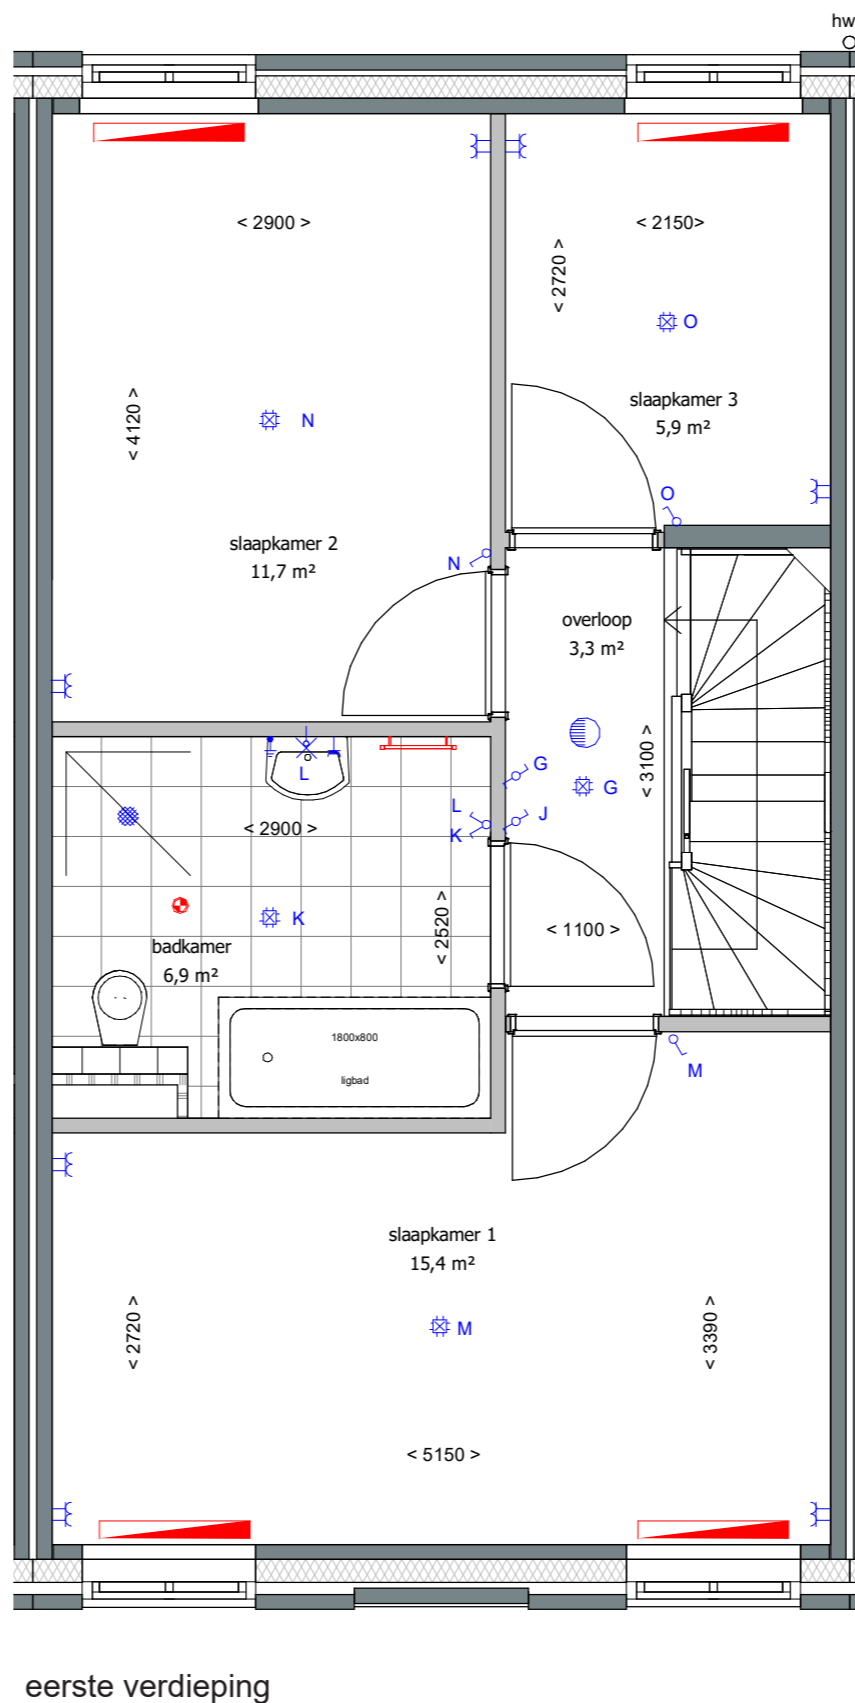 hw
< 2900 >
< 2150>
< 2720 >
O
slaapkamer 3
5,9 m²
< 4120 >
N
O
slaapkamer 2
11,7 m²
N
overloop
3,3 m²
G
L
< 3100 >
G
L
J
K
< 2900 >
K
< 2520 >
badkamer
6,9 m²
< 1100 >
1800x800
ligbad
M
slaapkamer 1
15,4 m²
M
< 2720 >
< 3390 >
< 5150 >
eerste verdieping